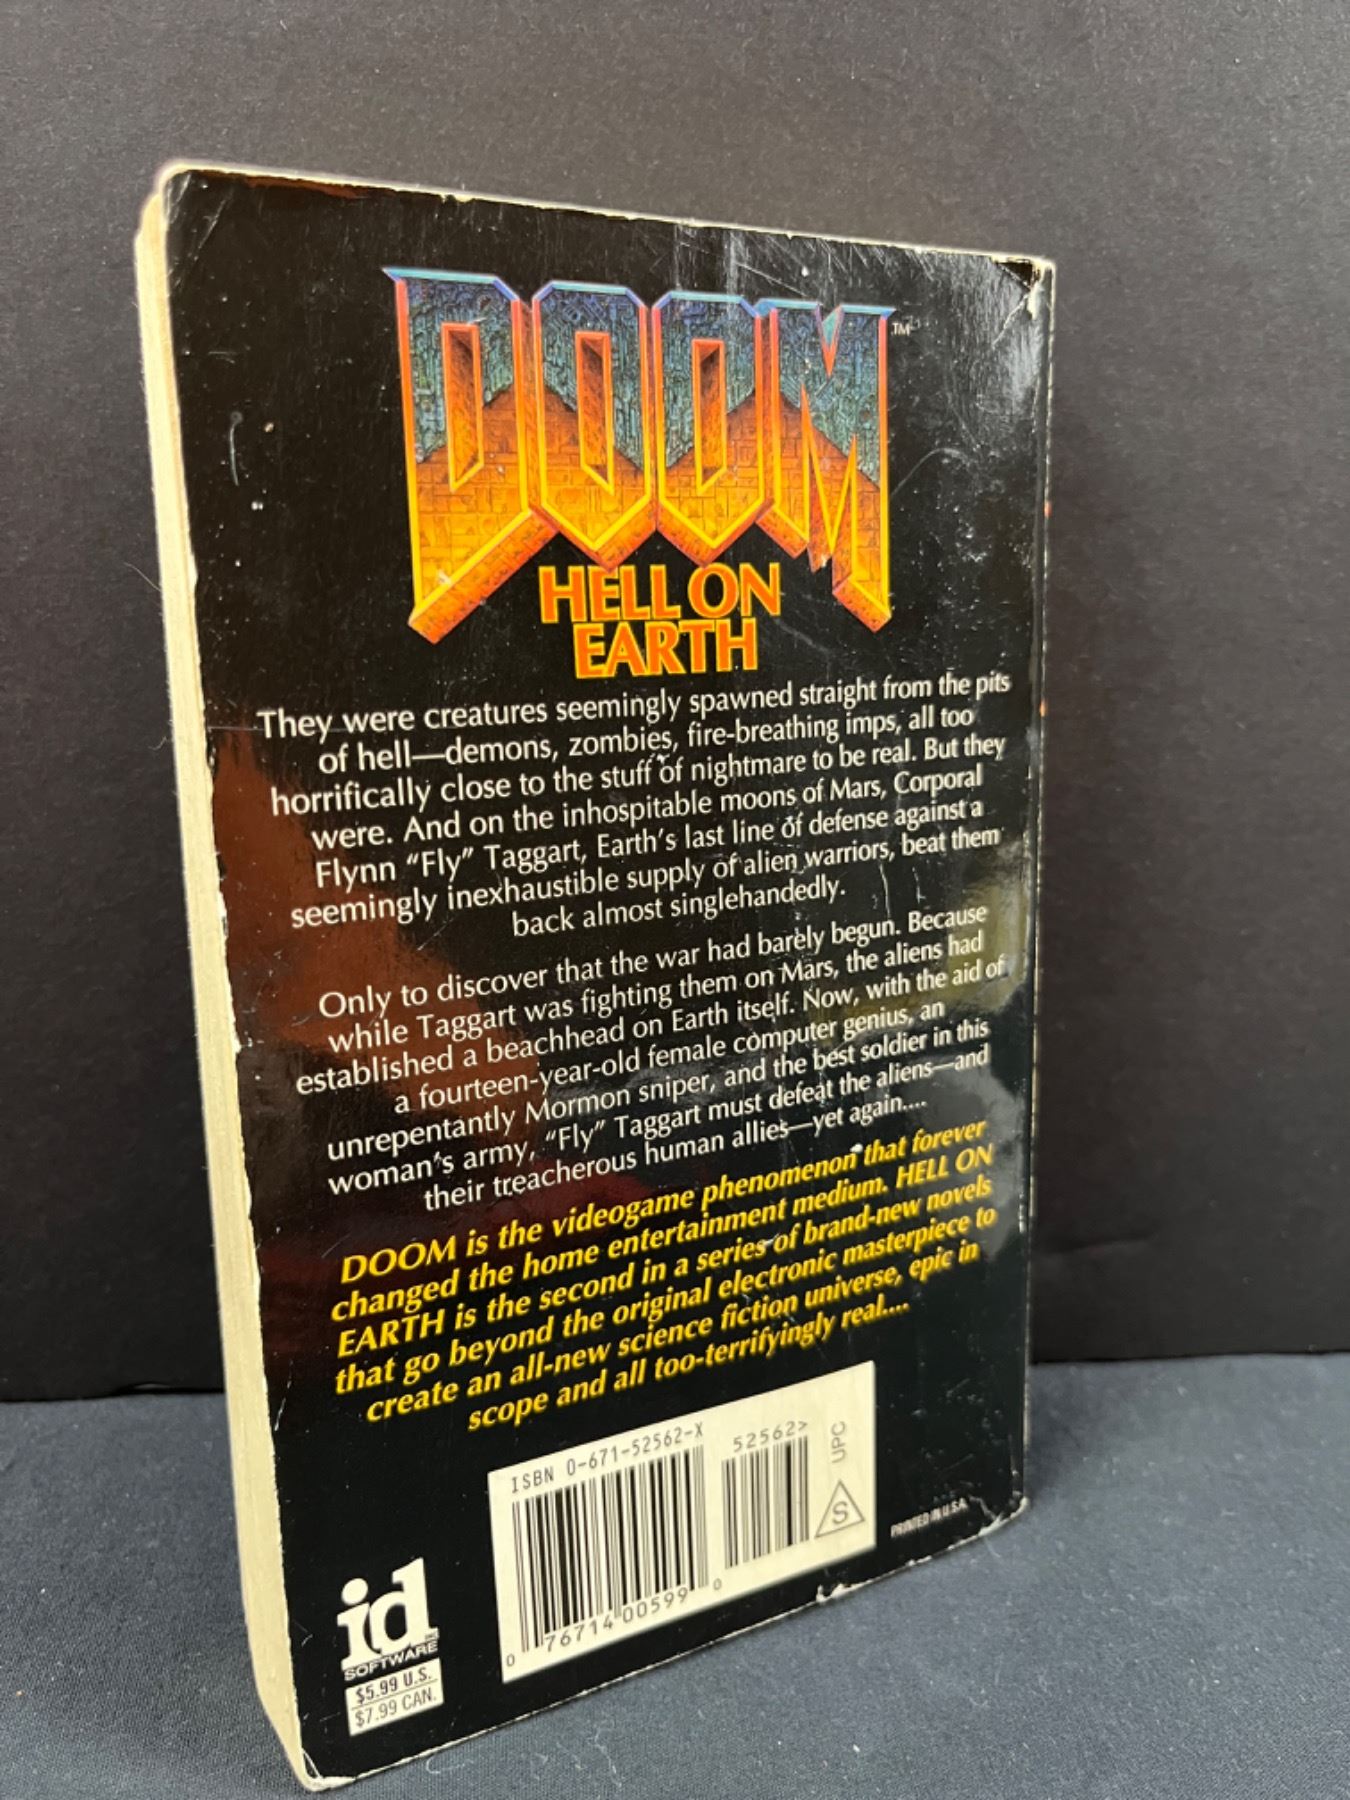 DOOM™
HELL ON
EARTH
They were creatures seemingly spawned straight from the pits
of hell—demons, zombies, fire-breathing imps, all too
horrifically close to the stuff of nightmare to be real. But they
were. And on the inhospitable moons of Mars, Corporal
Flynn “Fly” Taggart, Earth’s last line of defense against a
seemingly inexhaustible supply of alien warriors, beat them
back almost singlehandedly.
Only to discover that the war had barely begun. Because
while Taggart was fighting them on Mars, the aliens had
established a beachhead on Earth itself. Now, with the aid of
a fourteen-year-old female computer genius, an
unrepentantly Mormon sniper, and the best soldier in this
woman’s army, “Fly” Taggart must defeat the aliens—and
their treacherous human allies—yet again....
DOOM is the videogame phenomenon that forever
changed the home entertainment medium. HELL ON
EARTH is the second in a series of brand-new novels
that go beyond the original electronic masterpiece to
create an all-new science fiction universe, epic in
scope and all too-terrifyingly real....
ISBN 0-671-52562-X
52562>
UPC
S
0 76714 00599 0
PRINTED IN U.S.A.
id
SOFTWARE INC
$5.99 U.S.
$7.99 CAN.